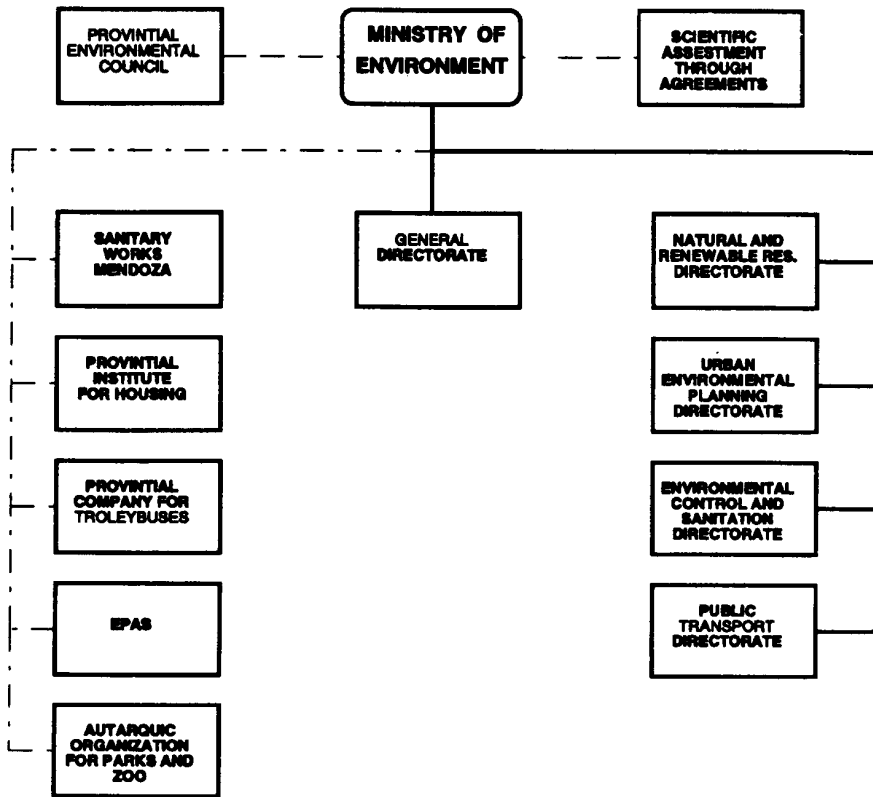 PROVINTIAL
ENVIRONMENTAL
COUNCIL
MINISTRY OF
ENVIRONMENT
SCIENTIFIC
ASSESTMENT
THROUGH
AGREEMENTS
SANITARY
WORKS
MENDOZA
GENERAL
DIRECTORATE
NATURAL AND
RENEWABLE RES.
DIRECTORATE
PROVINTIAL
INSTITUTE
FOR HOUSING
URBAN
ENVIRONMENTAL
PLANNING
DIRECTORATE
PROVINTIAL
COMPANY FOR
TROLEYBUSES
ENVIRONMENTAL
CONTROL AND
SANITATION
DIRECTORATE
EPAS
PUBLIC
TRANSPORT
DIRECTORATE
AUTARQUIC
ORGANIZATION
FOR PARKS AND
ZOO